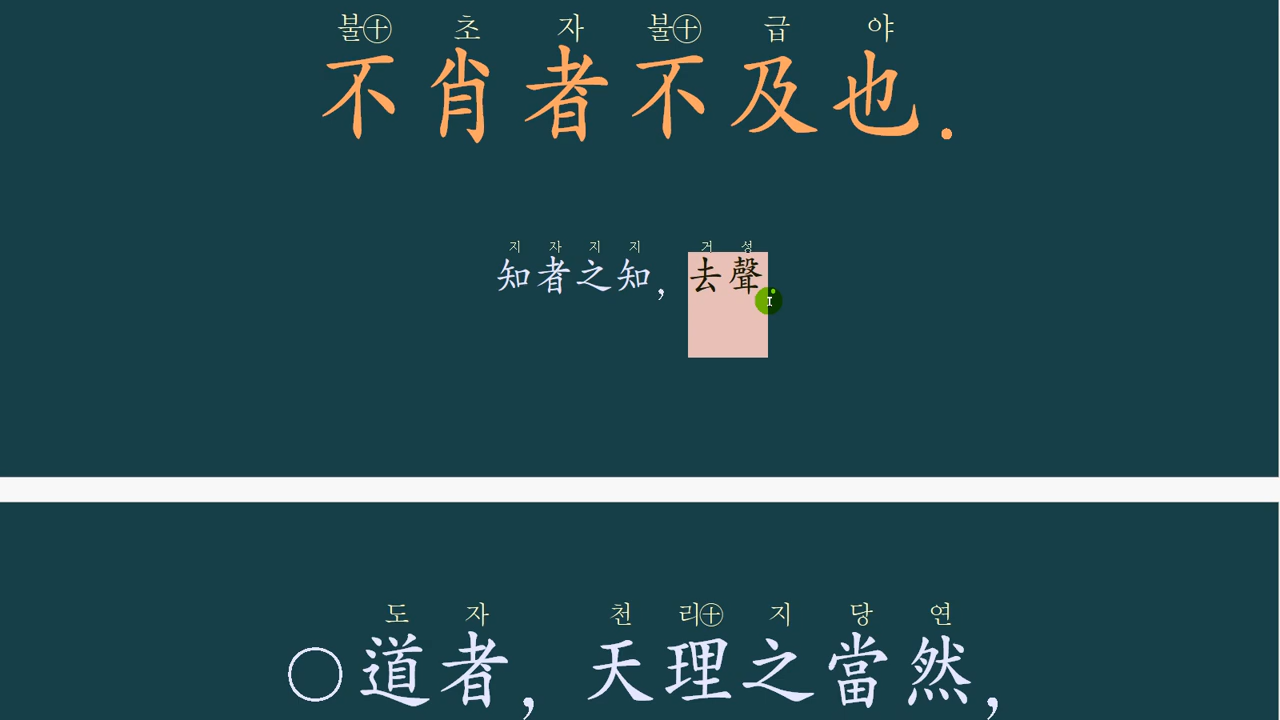 불㊉ 초 자 불㊉ 급 야
不肖者不及也.
지 자 지 지 거 성
知者之知, 去聲
도 자 천 리㊉ 지 당 연
○道者, 天理之當然,